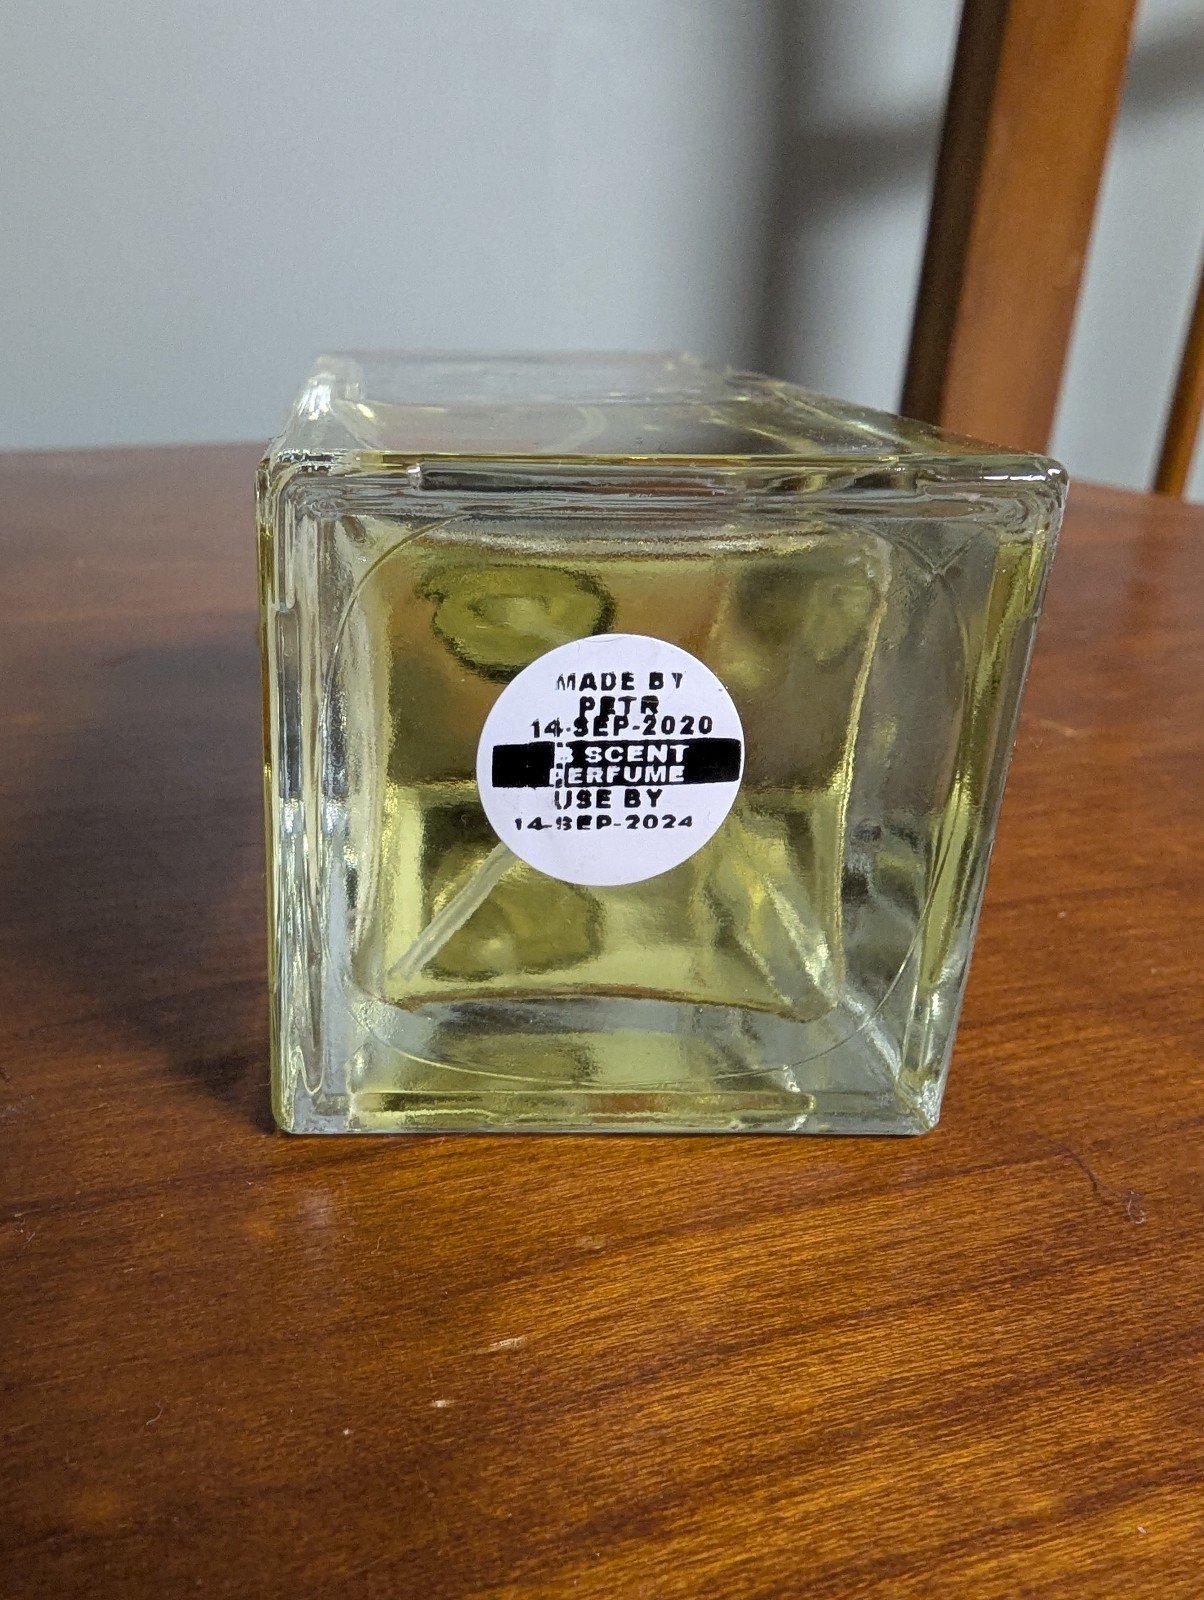 MADE BY
PETR
14-SEP-2020
B SCENT
PERFUME
USE BY
14-SEP-2024